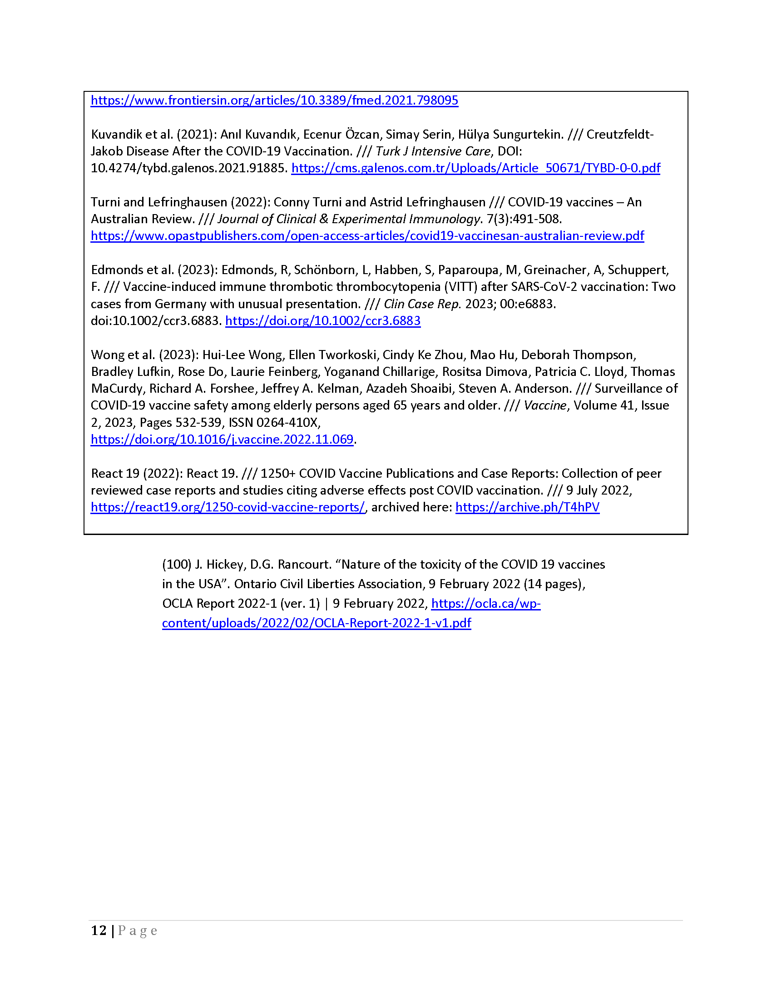 https://www.frontiersin.org/articles/10.3389/fmed.2021.798095
Kuvandik et al. (2021): Anıl Kuvandık, Ecenur Özcan, Simay Serin, Hülya Sungurtekin. /// Creutzfeldt-
Jakob Disease After the COVID-19 Vaccination. /// Turk J Intensive Care, DOI:
10.4274/tybd.galenos.2021.91885. https://cms.galenos.com.tr/Uploads/Article_50671/TYBD-0-0.pdf
Turni and Lefringhausen (2022): Conny Turni and Astrid Lefringhausen /// COVID-19 vaccines – An
Australian Review. /// Journal of Clinical & Experimental Immunology. 7(3):491-508.
https://www.opastpublishers.com/open-access-articles/covid19-vaccinesan-australian-review.pdf
Edmonds et al. (2023): Edmonds, R, Schönborn, L, Habben, S, Paparoupa, M, Greinacher, A, Schuppert,
F. /// Vaccine-induced immune thrombotic thrombocytopenia (VITT) after SARS-CoV-2 vaccination: Two
cases from Germany with unusual presentation. /// Clin Case Rep. 2023; 00:e6883.
doi:10.1002/ccr3.6883. https://doi.org/10.1002/ccr3.6883
Wong et al. (2023): Hui-Lee Wong, Ellen Tworkoski, Cindy Ke Zhou, Mao Hu, Deborah Thompson,
Bradley Lufkin, Rose Do, Laurie Feinberg, Yoganand Chillarige, Rositsa Dimova, Patricia C. Lloyd, Thomas
MaCurdy, Richard A. Forshee, Jeffrey A. Kelman, Azadeh Shoaibi, Steven A. Anderson. /// Surveillance of
COVID-19 vaccine safety among elderly persons aged 65 years and older. /// Vaccine, Volume 41, Issue
2, 2023, Pages 532-539, ISSN 0264-410X,
https://doi.org/10.1016/j.vaccine.2022.11.069.
React 19 (2022): React 19. /// 1250+ COVID Vaccine Publications and Case Reports: Collection of peer
reviewed case reports and studies citing adverse effects post COVID vaccination. /// 9 July 2022,
https://react19.org/1250-covid-vaccine-reports/, archived here: https://archive.ph/T4hPV
(100) J. Hickey, D.G. Rancourt. “Nature of the toxicity of the COVID 19 vaccines
in the USA”. Ontario Civil Liberties Association, 9 February 2022 (14 pages),
OCLA Report 2022-1 (ver. 1) | 9 February 2022, https://ocla.ca/wp-
content/uploads/2022/02/OCLA-Report-2022-1-v1.pdf
12 | Page